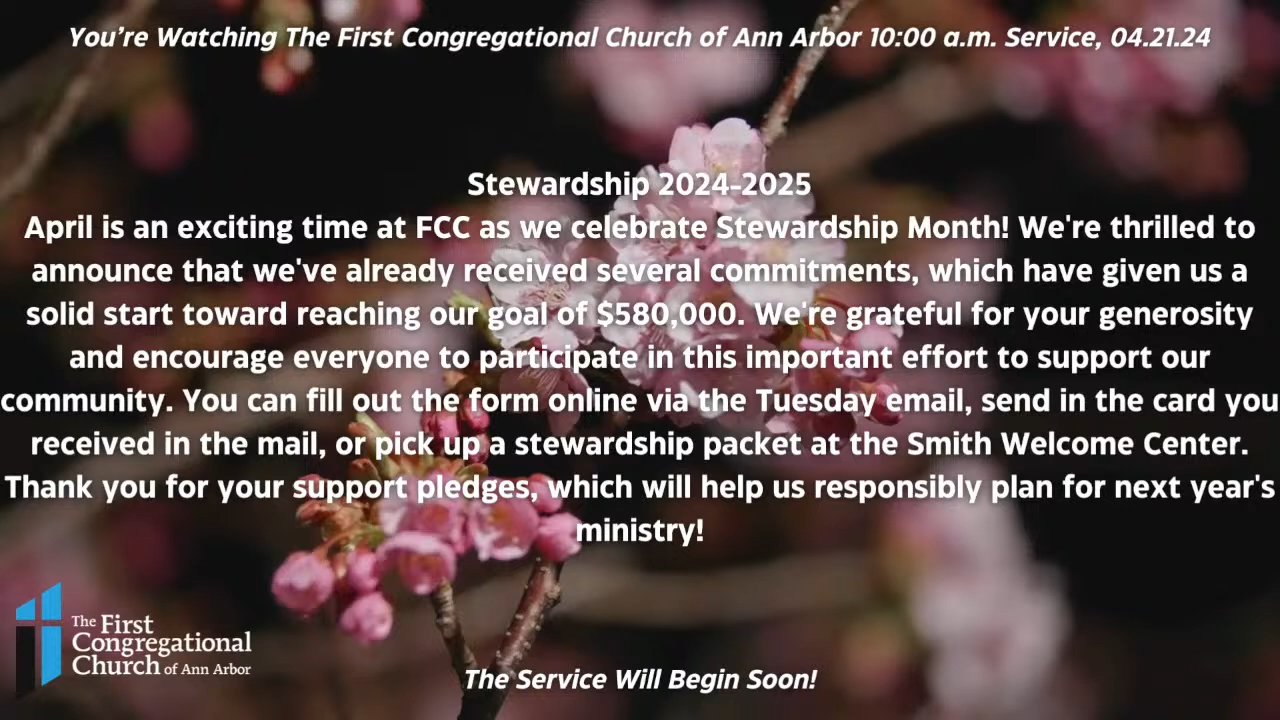 You're Watching The First Congregational Church of Ann Arbor 10:00 a.m. Service, 04.21.24
Stewardship 2024-2025
April is an exciting time at FCC as we celebrate Stewardship Month! We're thrilled to
announce that we've already received several commitments, which have given us a
solid start toward reaching our goal of $580,000. We're grateful for your generosity
and encourage everyone to participate in this important effort to support our
community. You can fill out the form online via the Tuesday email, send in the card you
received in the mail, or pick up a stewardship packet at the Smith Welcome Center.
Thank you for your support pledges, which will help us responsibly plan for next year's
ministry!
The First
Congregational
Church of Ann Arbor
The Service Will Begin Soon!